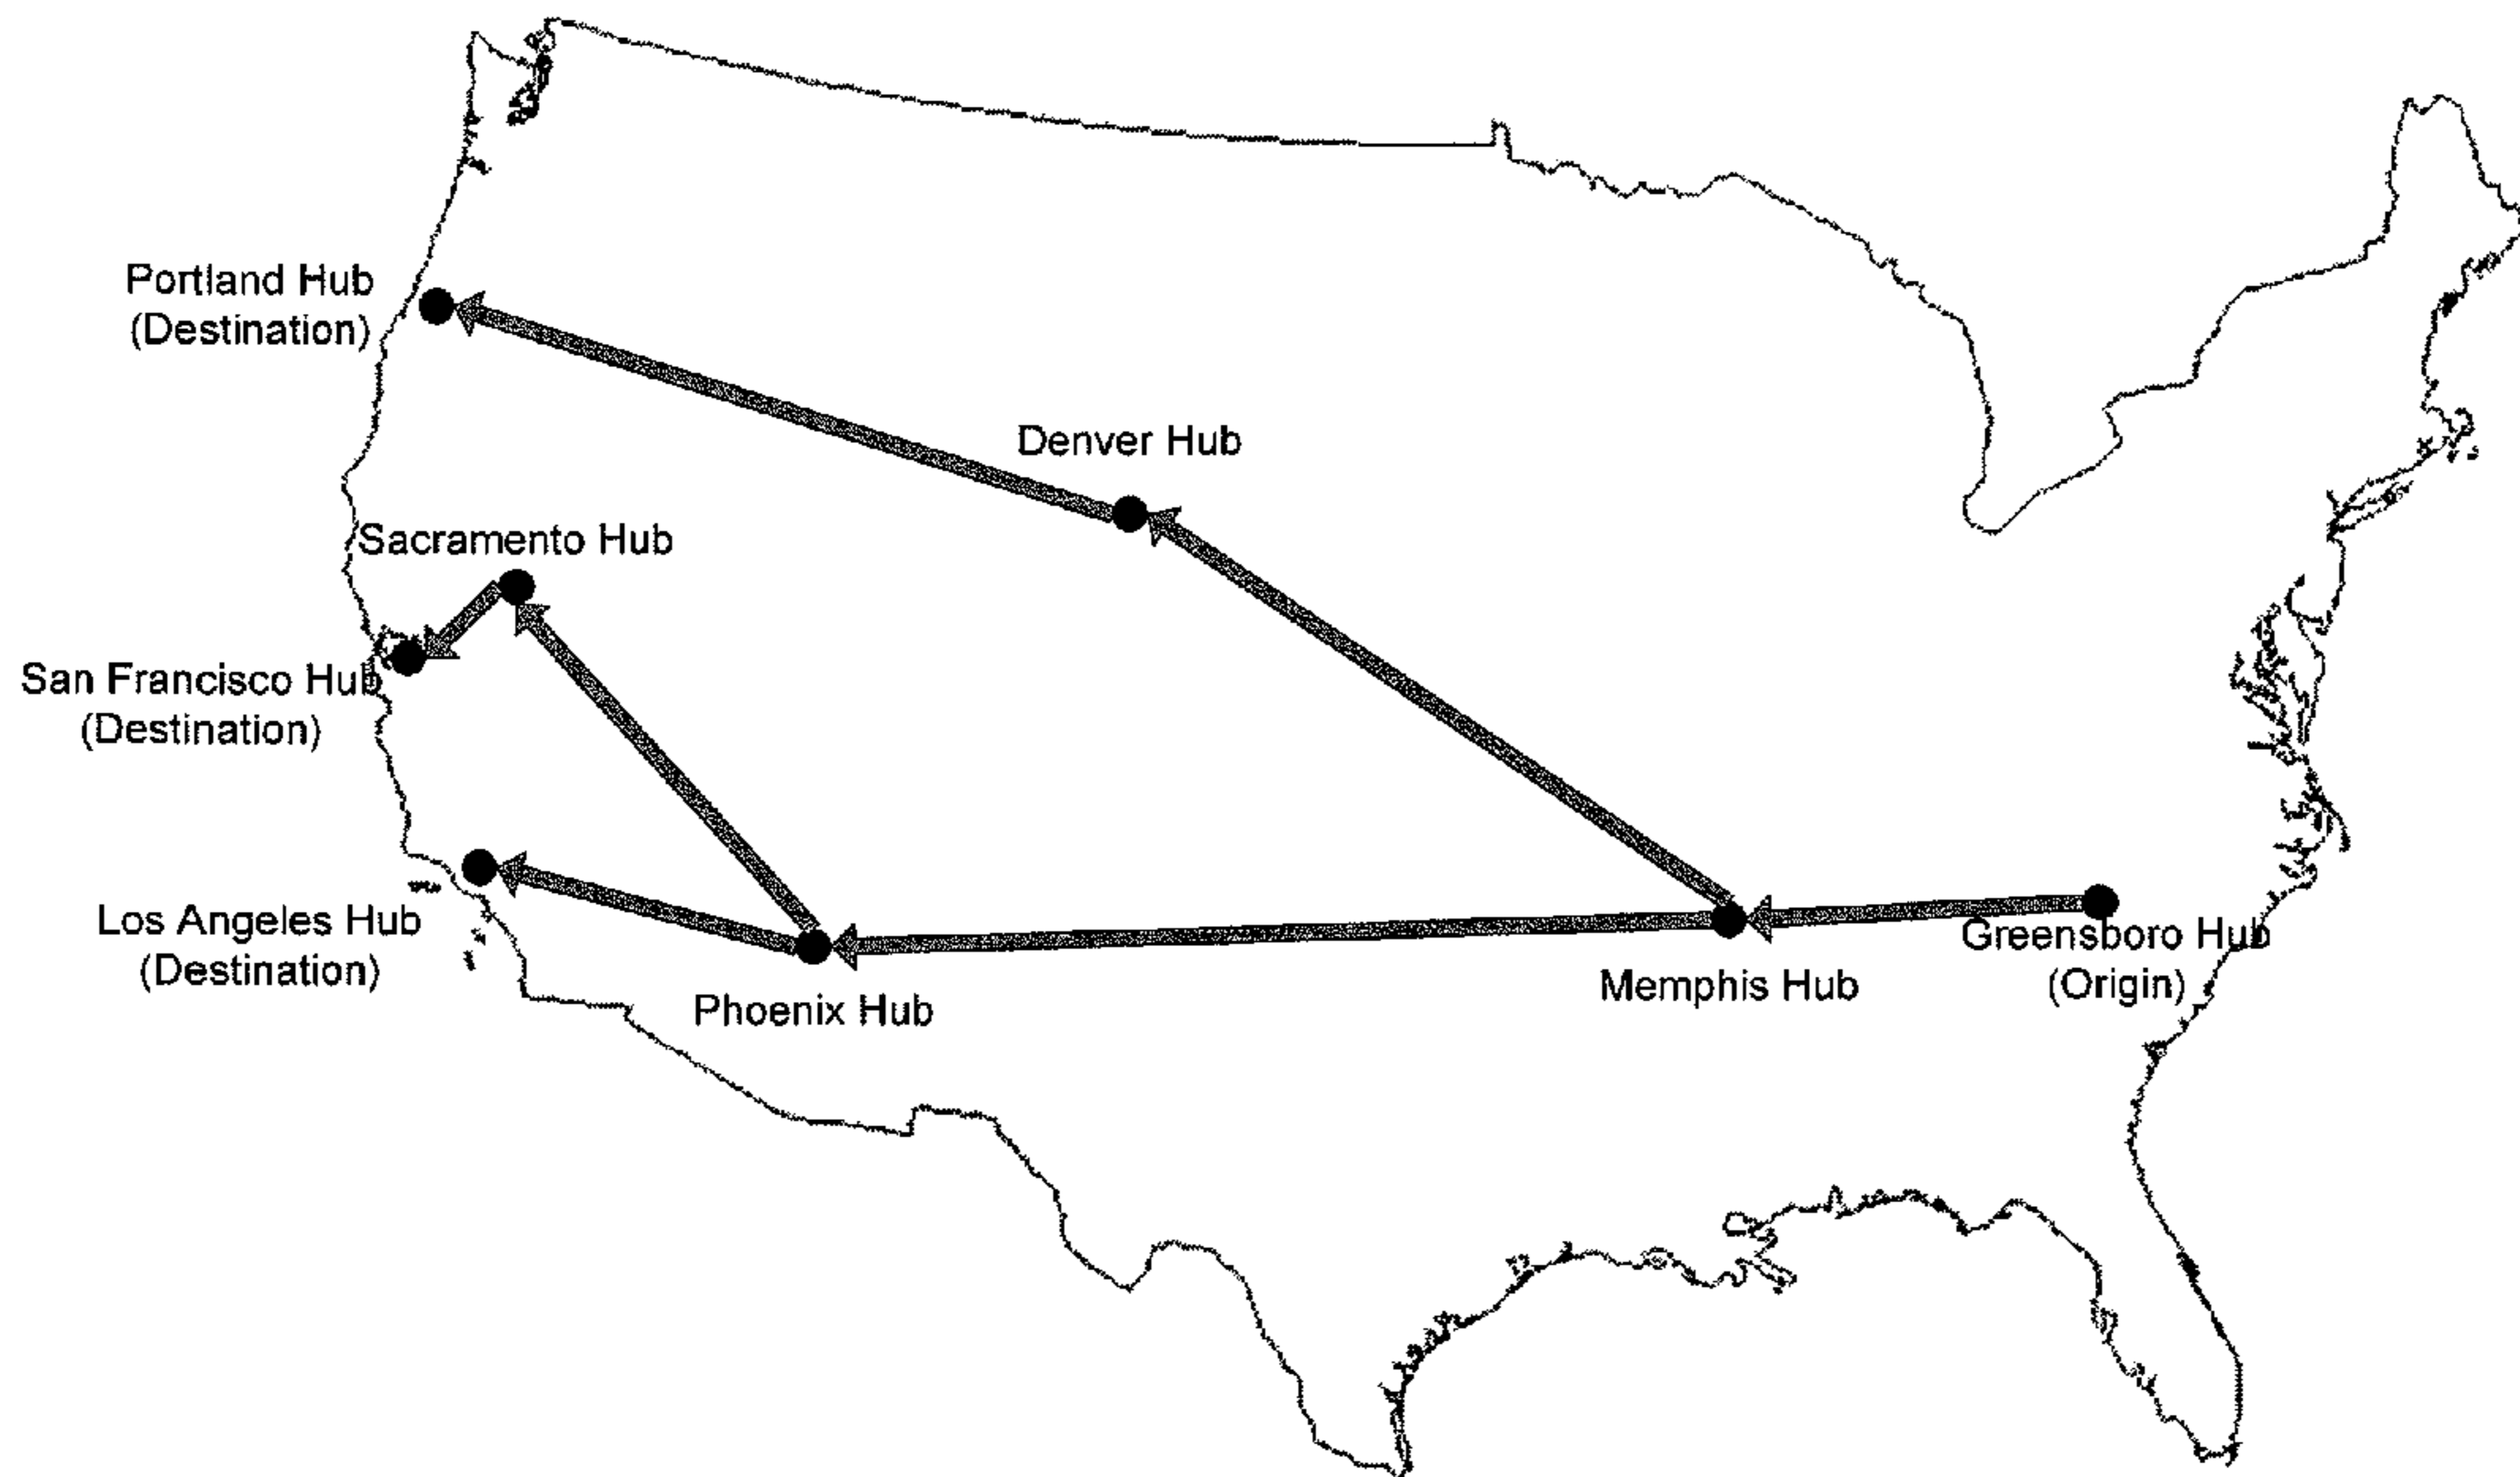 Portland Hub
(Destination)
Denver Hub
Sacramento Hub
San Francisco Hub
(Destination)
Los Angeles Hub
(Destination)
Phoenix Hub
Memphis Hub
Greensboro Hub
(Origin)